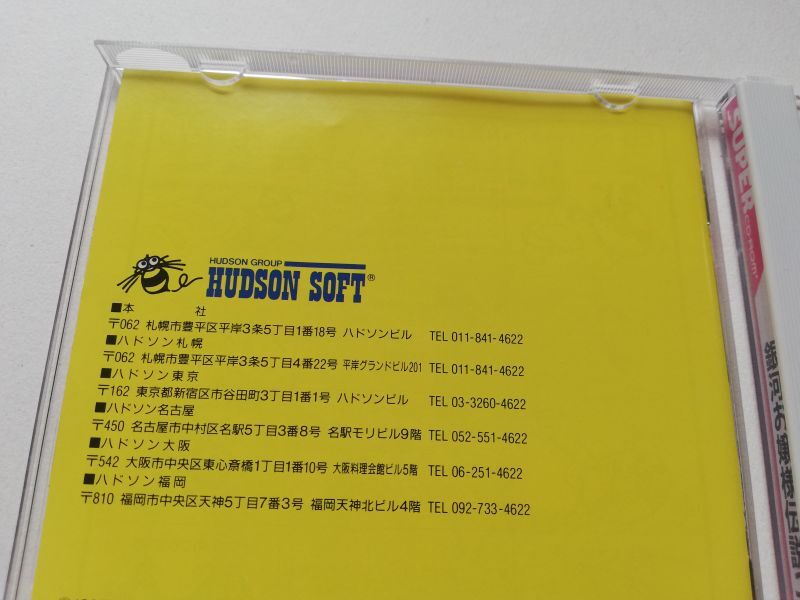 HUDSON GROUP
HUDSON SOFT®
■本 社
〒062 札幌市豊平区平岸3条5丁目1番18号 ハドソンビル TEL 011-841-4622
■ハドソン札幌
〒062 札幌市豊平区平岸3条5丁目4番22号 平岸グランドビル201 TEL 011-841-4622
■ハドソン東京
〒162 東京都新宿区市谷田町3丁目1番1号 ハドソンビル TEL 03-3260-4622
■ハドソン名古屋
〒450 名古屋市中村区名駅5丁目3番8号 名駅モリビル9階 TEL 052-551-4622
■ハドソン大阪
〒542 大阪市中央区東心斎橋1丁目1番10号 大阪料理会館ビル5階 TEL 06-251-4622
■ハドソン福岡
〒810 福岡市中央区天神5丁目7番3号 福岡天神北ビル4階 TEL 092-733-4622
SUPER CD-ROM²
銀河お嬢様伝説